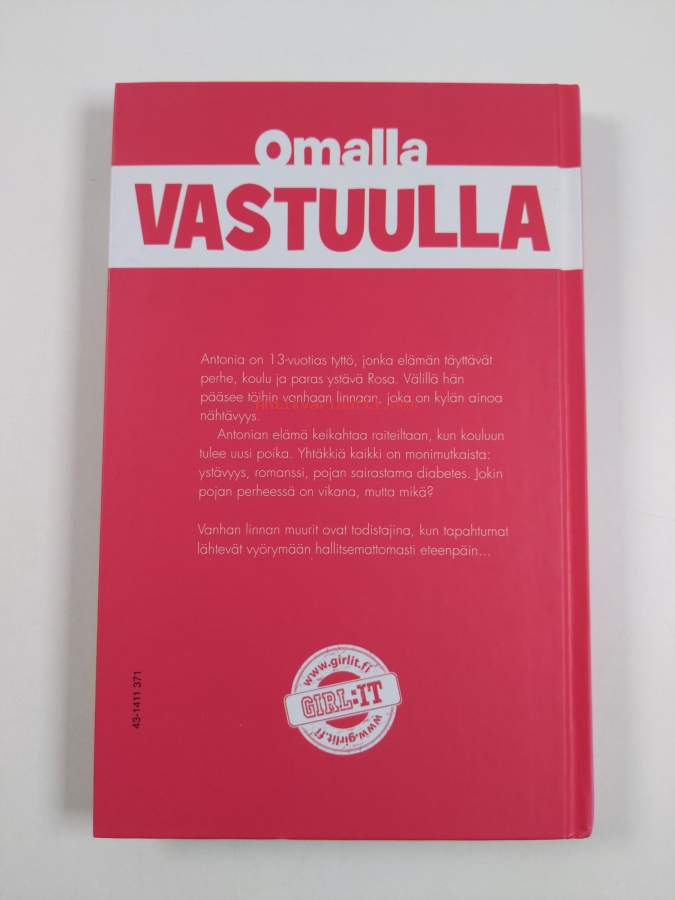 Omalla
VASTUULLA
Antonia on 13-vuotias tyttö, jonka elämän täyttävät
perhe, koulu ja paras ystävä Rosa. Välillä hän
pääsee töihin vanhaan linnaan, joka on kylän ainoa
nähtävyys.
Antonian elämä keikahtaa raiteiltaan, kun kouluun
tulee uusi poika. Yhtäkkiä kaikki on monimutkaista:
ystävyys, romanssi, pojan sairastama diabetes. Jokin
pojan perheessä on vikana, mutta mikä?
Vanhan linnan muurit ovat todistajina, kun tapahtumat
lähtevät vyörymään hallitsemattomasti eteenpäin...
www.girlit.fi
GIRL:IT
www.girlit.fi
43-1411 371